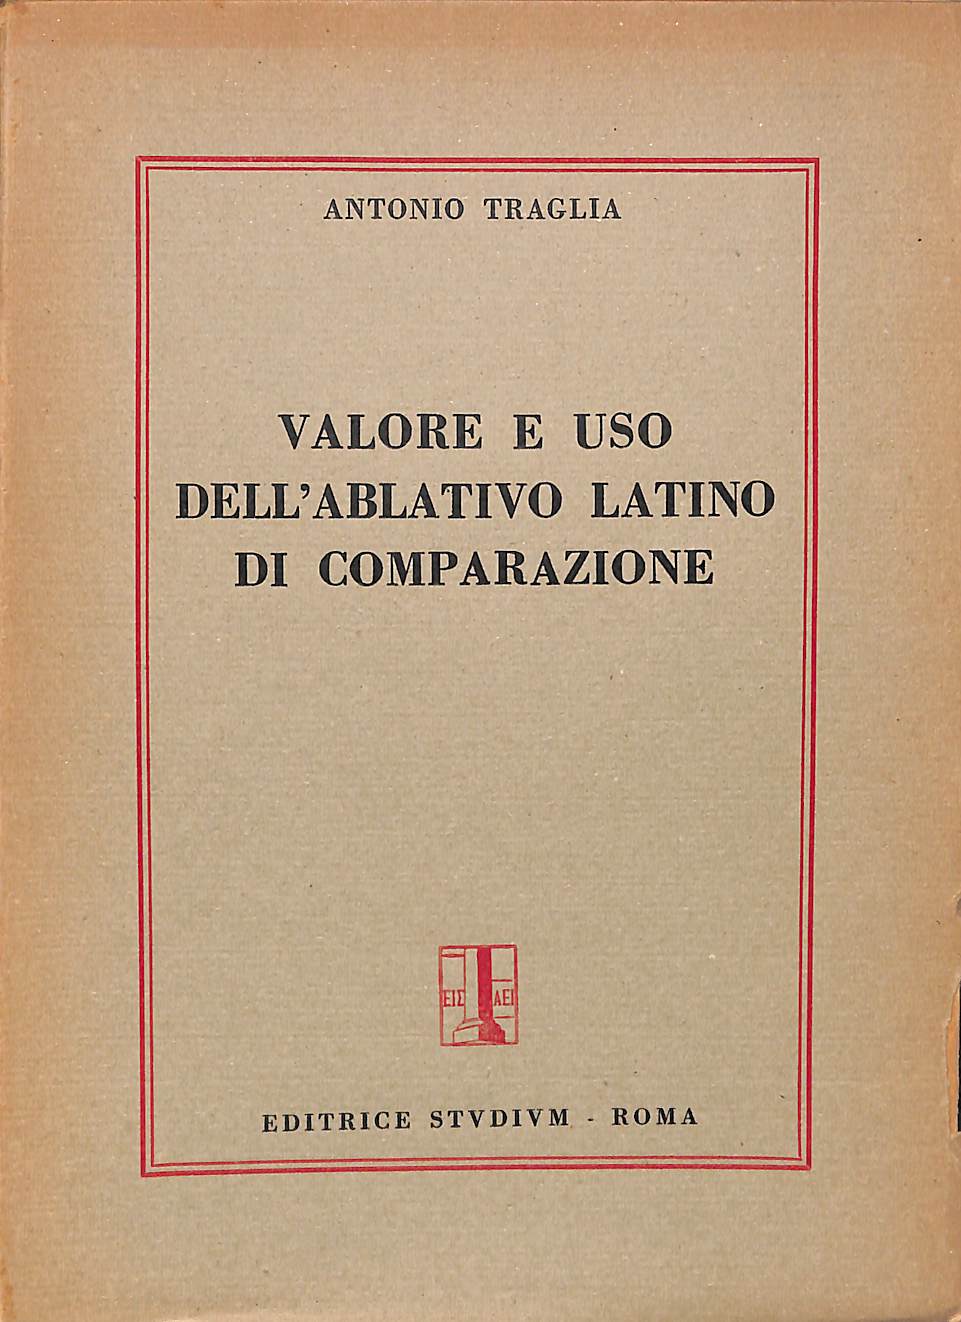 ANTONIO TRAGLIA
VALORE E USO
DELL'ABLATIVO LATINO
DI COMPARAZIONE
ΕΙΣ ΑΕΙ
EDITRICE STVDIVM - ROMA